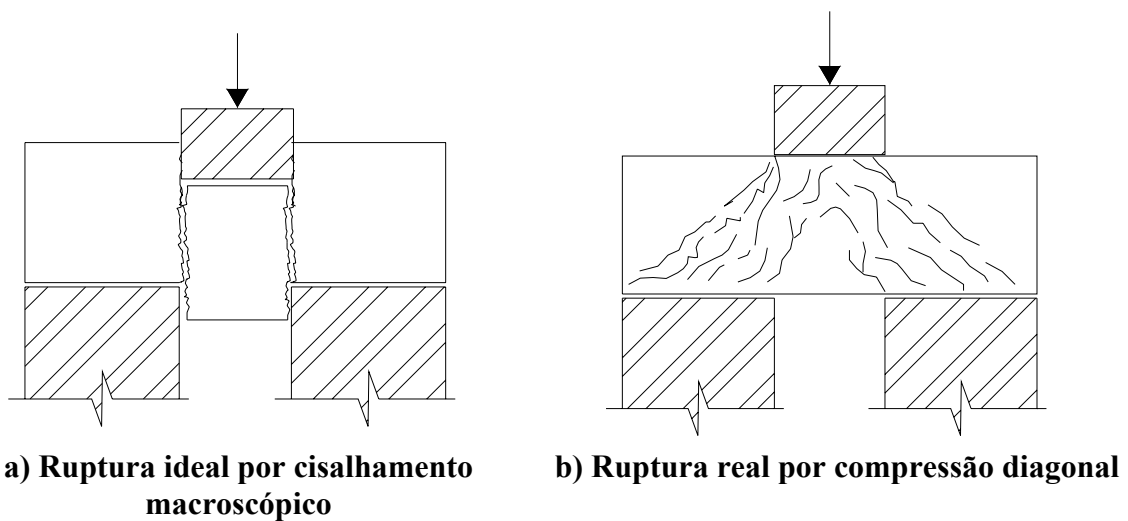 a) Ruptura ideal por cisalhamento
macroscópico
b) Ruptura real por compressão diagonal